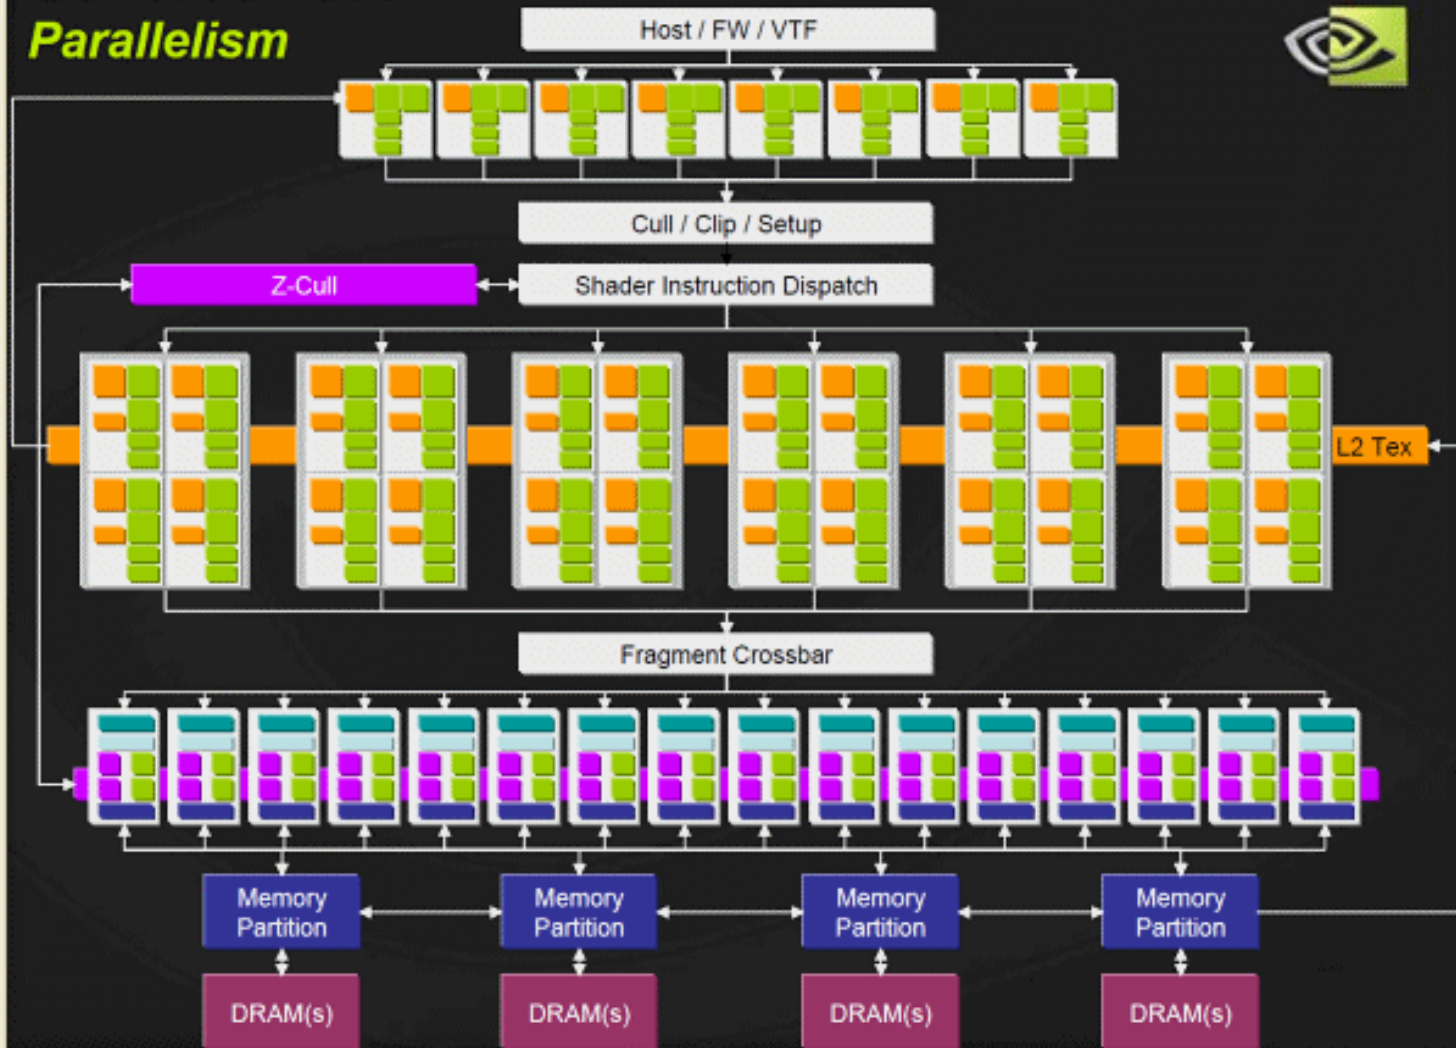 Parallelism
Host / FW / VTF
Cull / Clip / Setup
Z-Cull
Shader Instruction Dispatch
L2 Tex
Fragment Crossbar
Memory
Partition
Memory
Partition
Memory
Partition
Memory
Partition
DRAM(s)
DRAM(s)
DRAM(s)
DRAM(s)